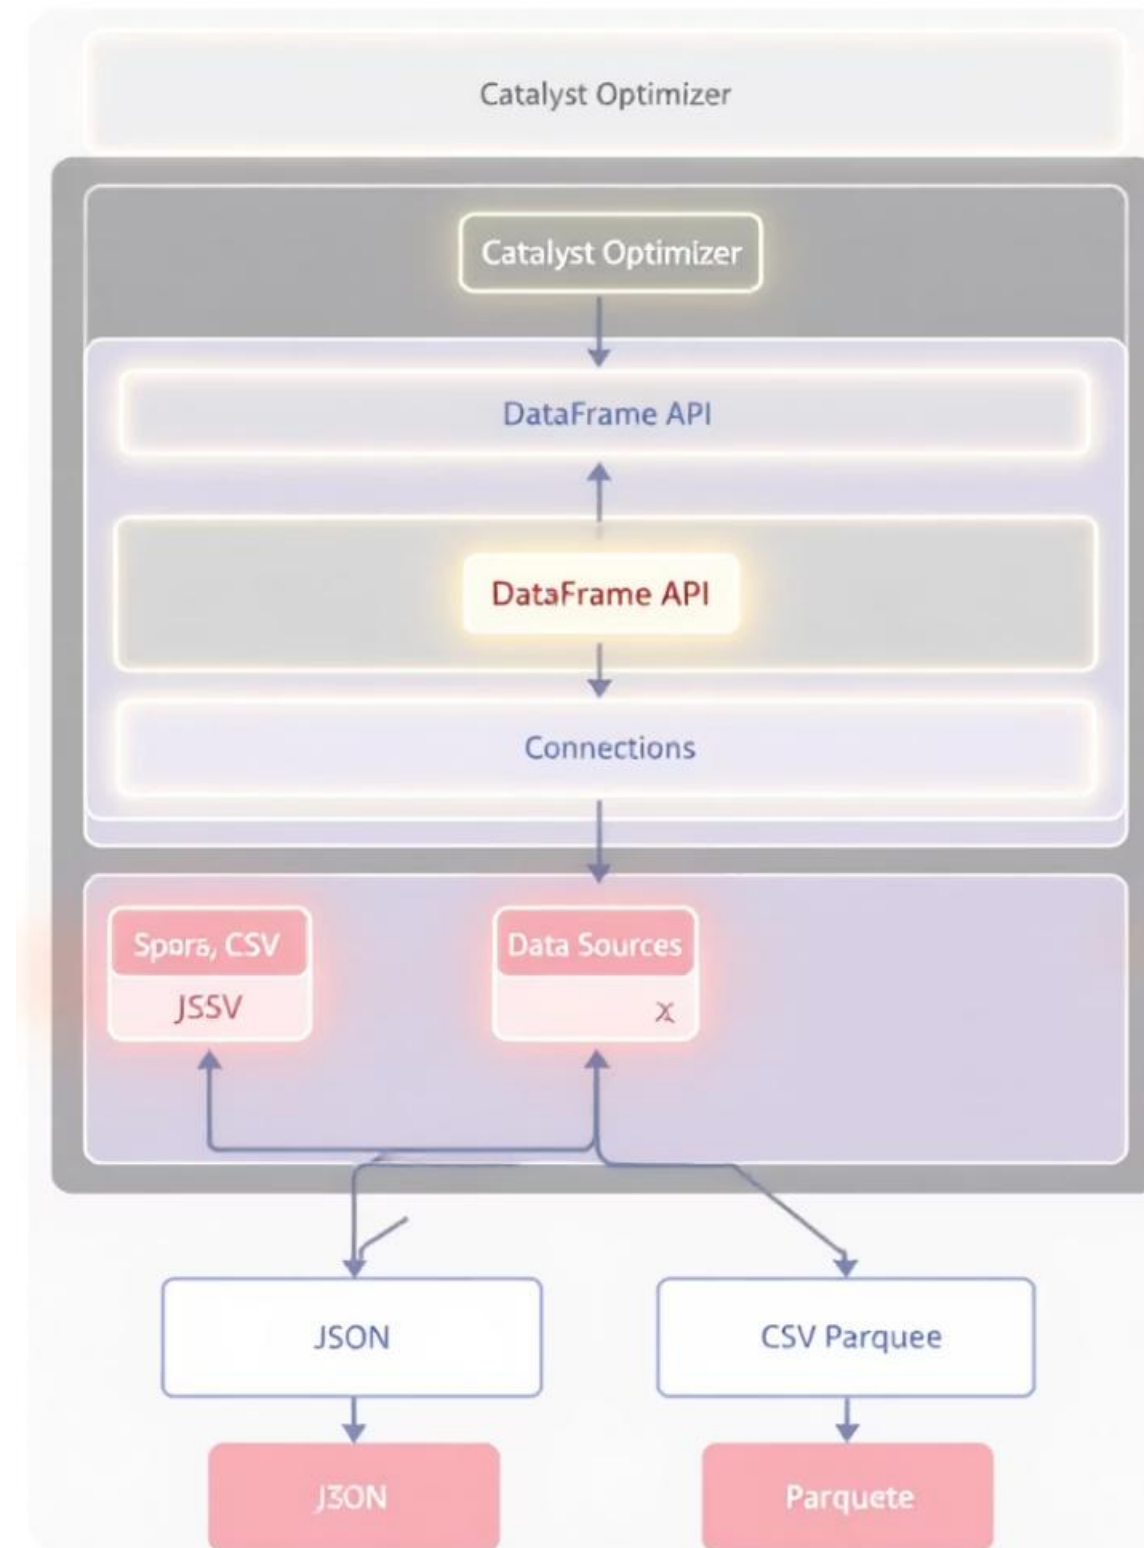 Catalyst Optimizer
Catalyst Optimizer
DataFrame API
DataFrame API
Connections
Spora, CSV
JSSV
Data Sources
JSON
CSV Parquee
J3ON
Parquete